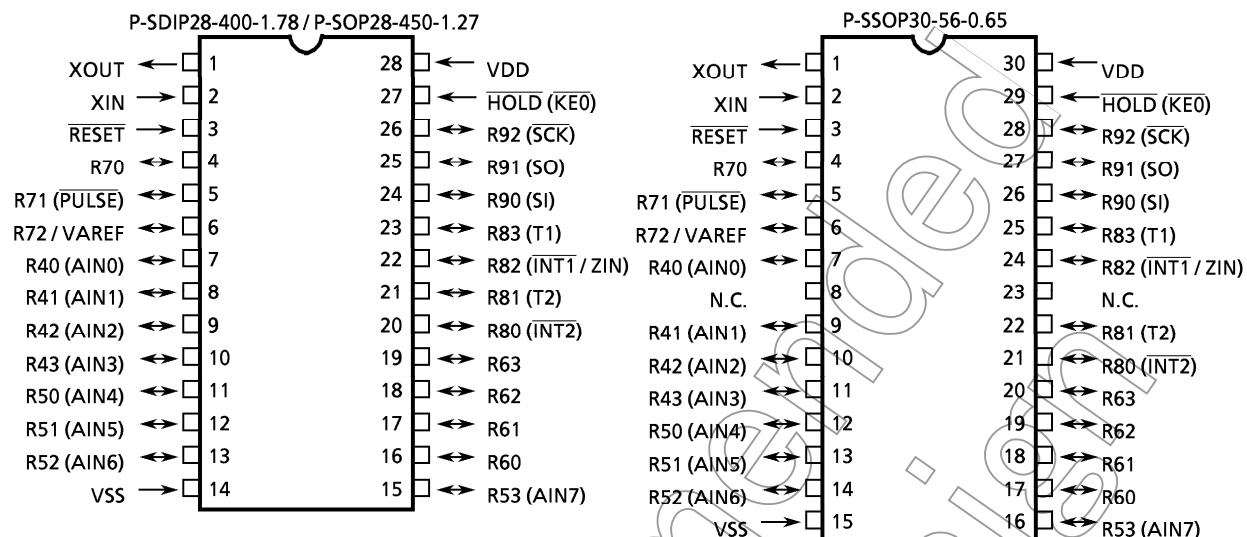 P-SDIP28-400-1.78 / P-SOP28-450-1.27
XOUT 1 28 VDD
XIN 2 27 HOLD (KE0)
RESET 3 26 R92 (SCK)
R70 4 25 R91 (SO)
R71 (PULSE) 5 24 R90 (SI)
R72 / VAREF 6 23 R83 (T1)
R40 (AIN0) 7 22 R82 (INT1 / ZIN)
R41 (AIN1) 8 21 R81 (T2)
R42 (AIN2) 9 20 R80 (INT2)
R43 (AIN3) 10 19 R63
R50 (AIN4) 11 18 R62
R51 (AIN5) 12 17 R61
R52 (AIN6) 13 16 R60
VSS 14 15 R53 (AIN7)
P-SSOP30-56-0.65
XOUT 1 30 VDD
XIN 2 29 HOLD (KE0)
RESET 3 28 R92 (SCK)
R70 4 27 R91 (SO)
R71 (PULSE) 5 26 R90 (SI)
R72 / VAREF 6 25 R83 (T1)
R40 (AIN0) 7 24 R82 (INT1 / ZIN)
N.C. 8 23 N.C.
R41 (AIN1) 9 22 R81 (T2)
R42 (AIN2) 10 21 R80 (INT2)
R43 (AIN3) 11 20 R63
R50 (AIN4) 12 19 R62
R51 (AIN5) 13 18 R61
R52 (AIN6) 14 17 R60
VSS 15 16 R53 (AIN7)